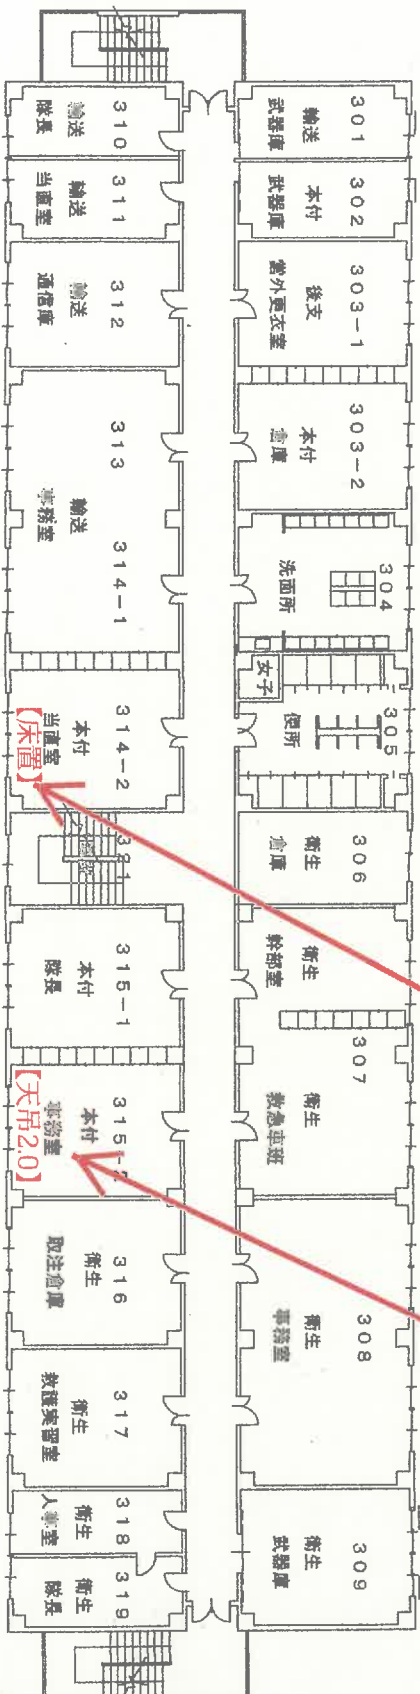 301
輸送
武器庫
302
本付
武器庫
303-1
後支
営外更衣室
303-2
本付
倉庫
304
洗面所
女子
305
便所
306
衛生
倉庫
衛生
幹部室
307
衛生
救急車班
308
衛生
事務室
309
衛生
武器庫
310
輸送
隊長
311
輸送
当直室
312
輸送
通信庫
313
輸送
事務室
314-1
314-2
本付
当直室
【床置】
321
315-1
本付
隊長
315-2
本付
事務室
【天吊2.0】
316
衛生
取注倉庫
317
衛生
救護実習室
318
衛生
人事室
319
衛生
隊長